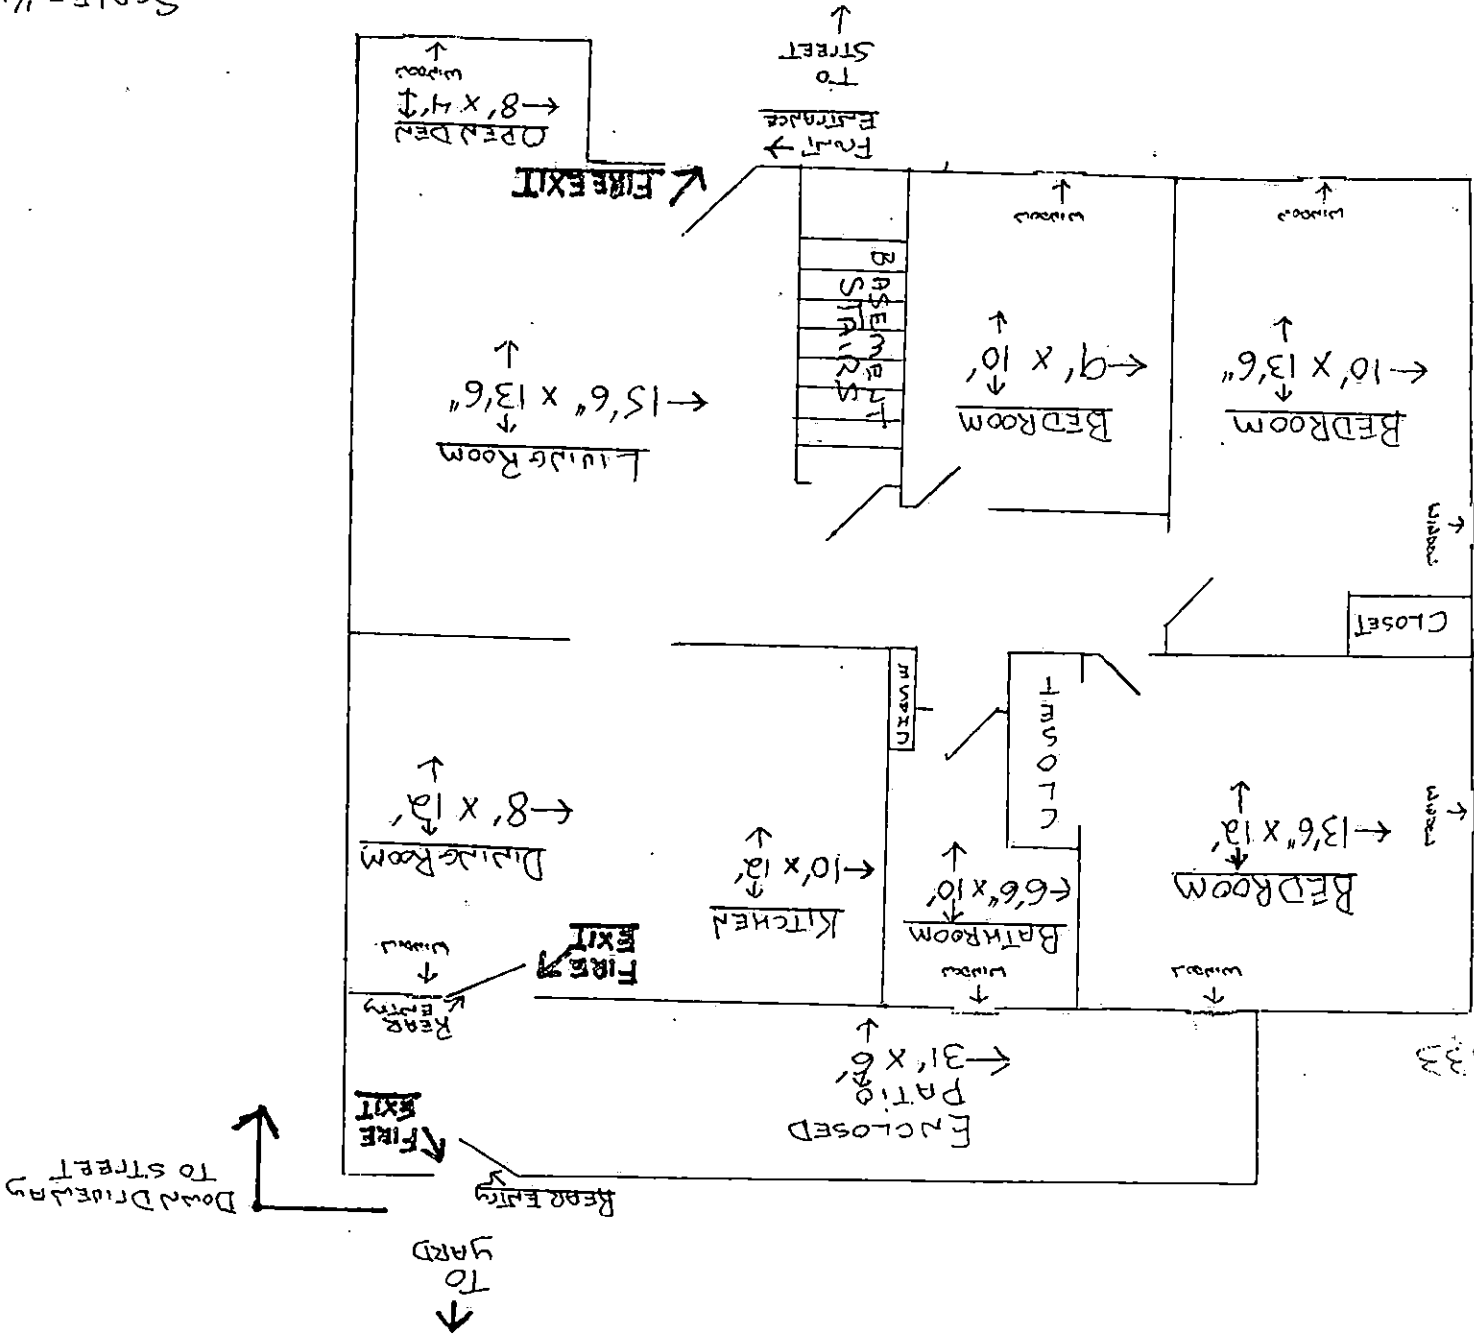 TO
YARD
REAR ENTRY
DOWN DRIVEWAY
TO STREET
FIRE
EXIT
ENCLOSED
PATIO
31' X 6'
33
REAR
ENTRY
WINDOW
WINDOW
WINDOW
FIRE
EXIT
BEDROOM
13'6" X 12'
WINDOW
BATHROOM
6'6" X 10'
KITCHEN
10' X 12'
DINING ROOM
8' X 12'
CLOSET
CLOSET
WINDOW
BEDROOM
10' X 13'6"
BEDROOM
9' X 10'
BASEMENT
STAIRS
LIVING ROOM
15'6" X 13'6"
WINDOW
WINDOW
FIRE EXIT
FRONT
ENTRANCE
TO
STREET
OPEN DEN
8' X 4'
WINDOW
SCALE -